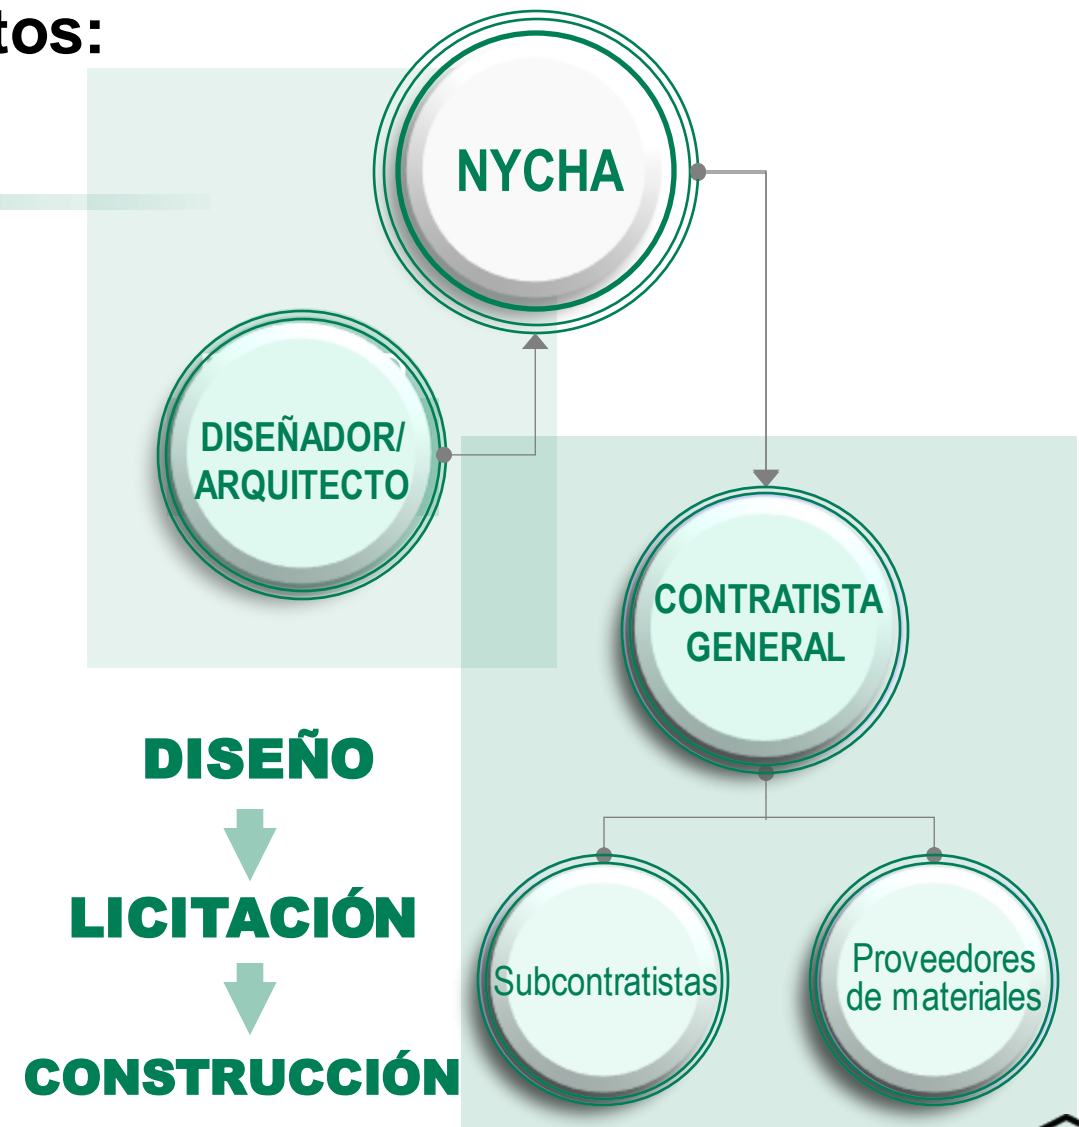 tos:
NYCHA
DISEÑADOR/
ARQUITECTO
CONTRATISTA
GENERAL
DISEÑO
LICITACIÓN
CONSTRUCCIÓN
Subcontratistas
Proveedores
de materiales